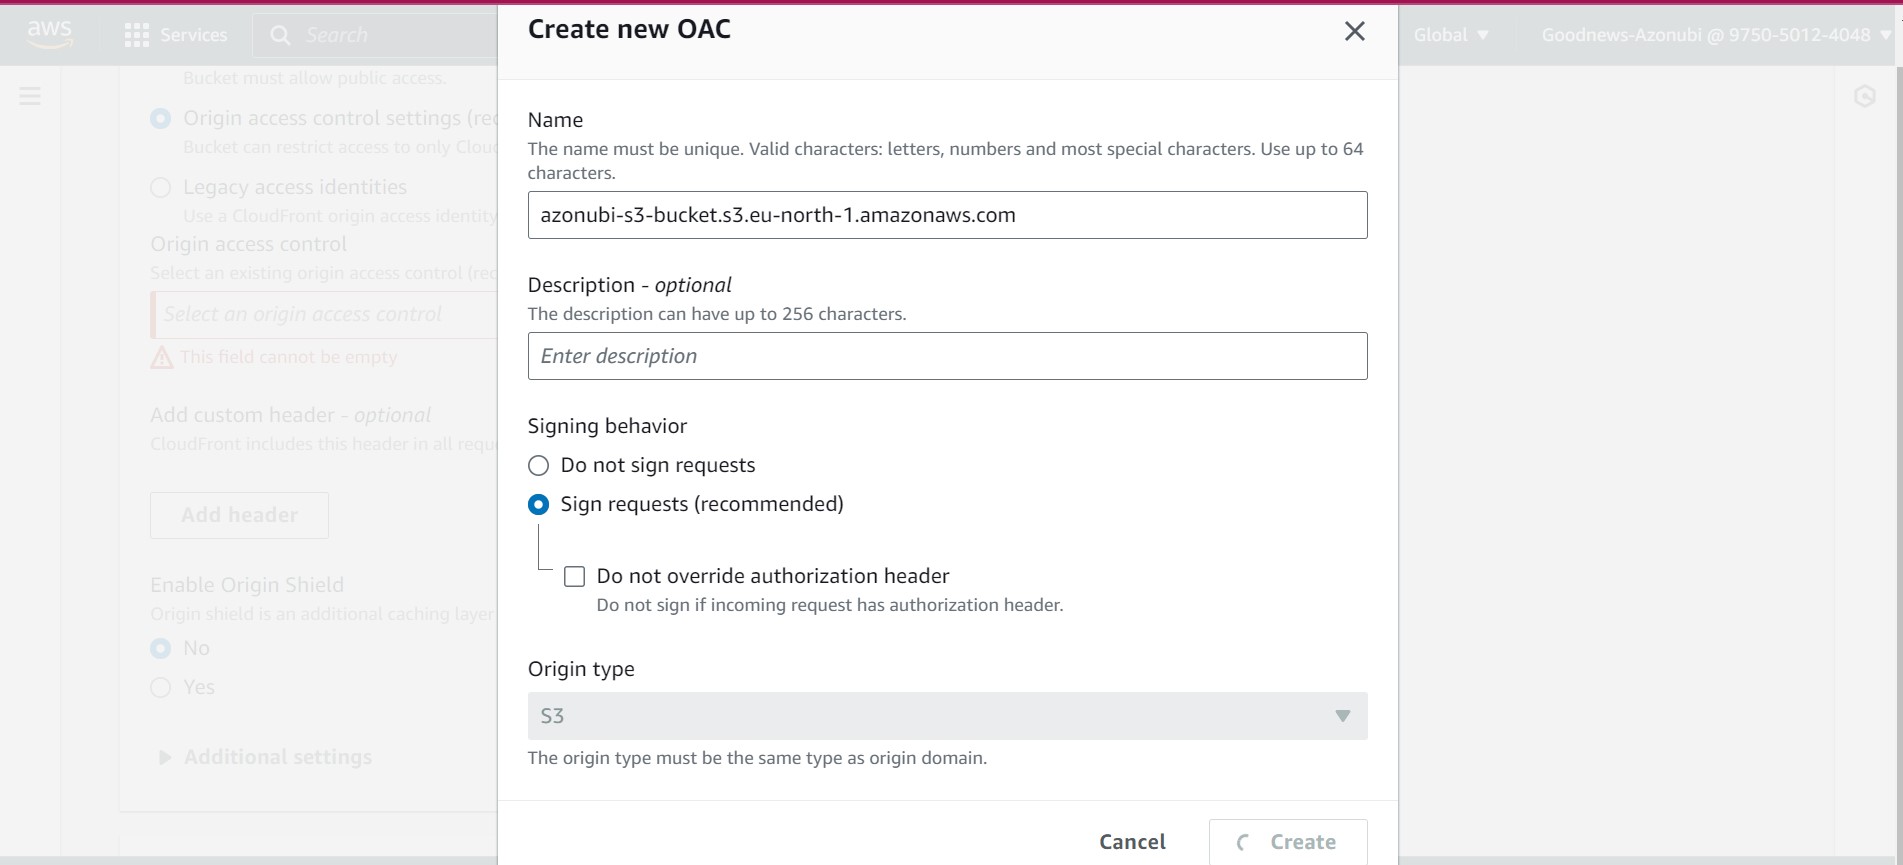 aws
Services
Search
Global
Goodnews-Azonubi @ 9750-5012-4048
Bucket must allow public access.
Origin access control settings (rec
Bucket can restrict access to only Clou
Legacy access identities
Use a CloudFront origin access identity
Origin access control
Select an existing origin access control (rec
Select an origin access control
This field cannot be empty
Add custom header - optional
CloudFront includes this header in all reque
Add header
Enable Origin Shield
Origin shield is an additional caching layer
No
Yes
Additional settings
Create new OAC
Name
The name must be unique. Valid characters: letters, numbers and most special characters. Use up to 64
characters.
azonubi-s3-bucket.s3.eu-north-1.amazonaws.com
Description - optional
The description can have up to 256 characters.
Enter description
Signing behavior
Do not sign requests
Sign requests (recommended)
Do not override authorization header
Do not sign if incoming request has authorization header.
Origin type
S3
The origin type must be the same type as origin domain.
Cancel
Create